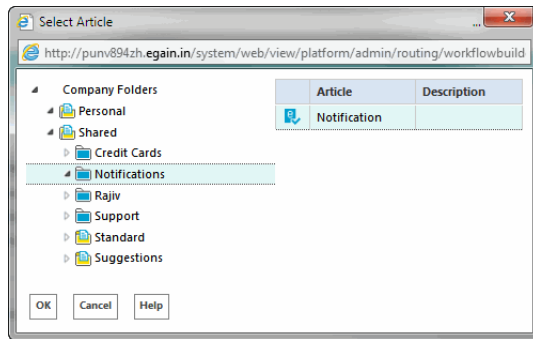 Select Article
...
http://punv894zh.egain.in/system/web/view/platform/admin/routing/workflowbuild
Company Folders
Personal
Shared
Credit Cards
Notifications
Rajiv
Support
Standard
Suggestions
Article Description
Notification
OK Cancel Help